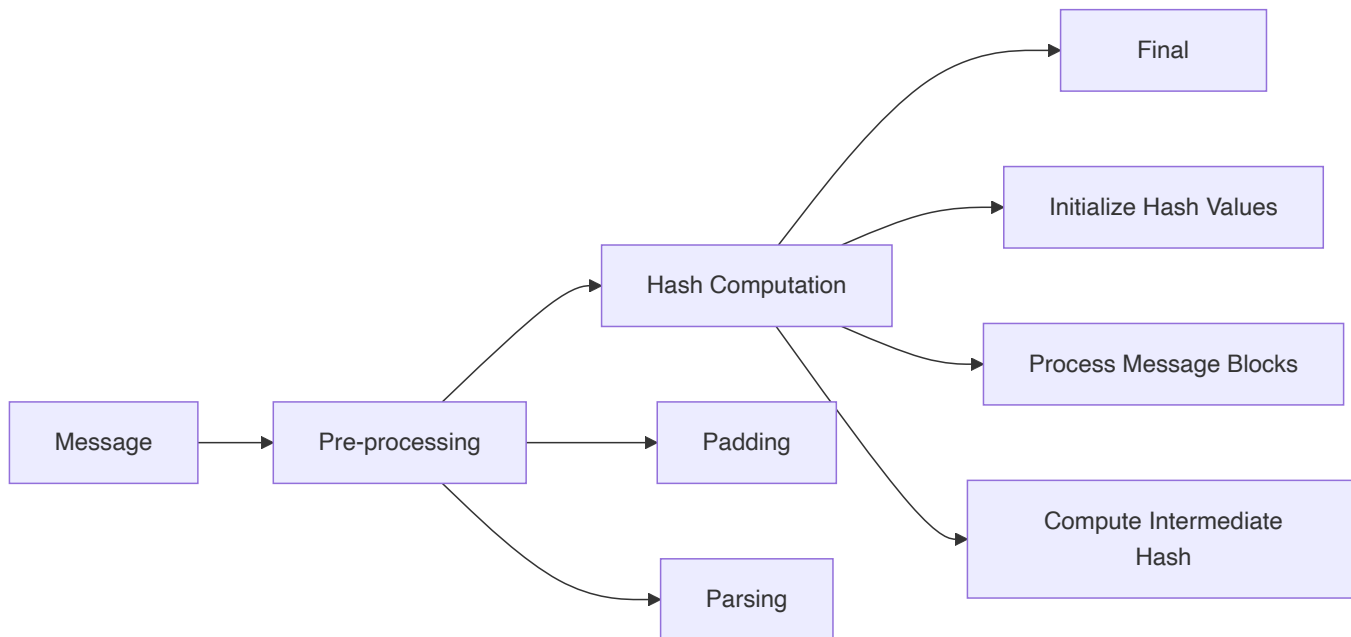 Final
Initialize Hash Values
Hash Computation
Process Message Blocks
Message
Pre-processing
Padding
Compute Intermediate
Hash
Parsing